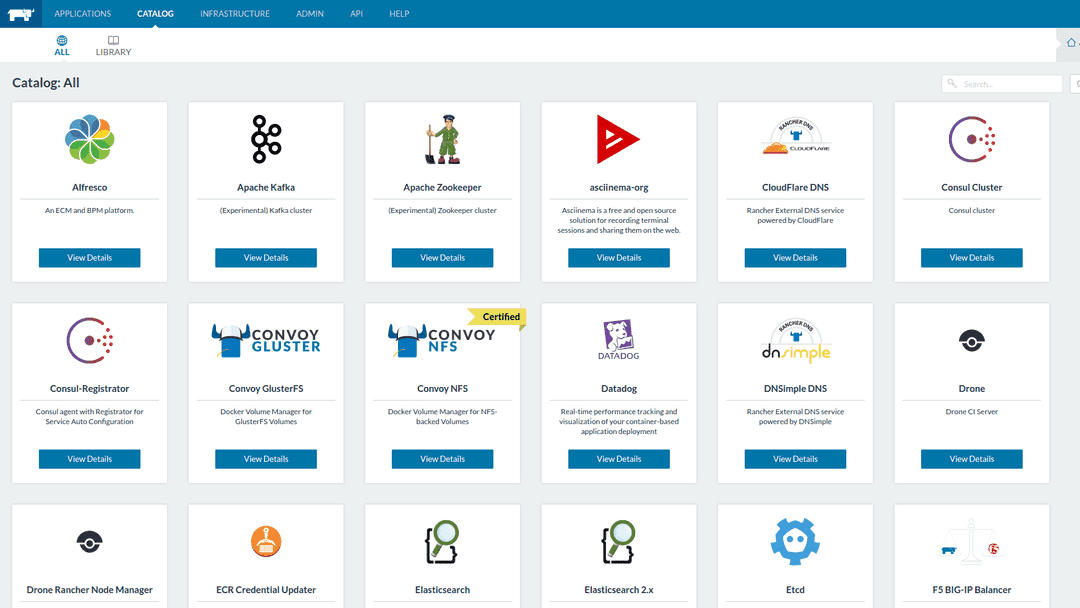 APPLICATIONS CATALOG INFRASTRUCTURE ADMIN API HELP
ALL LIBRARY
Catalog: All
Search...
Alfresco
An ECM and BPM platform.
View Details
Apache Kafka
(Experimental) Kafka cluster
View Details
Apache Zookeeper
(Experimental) Zookeeper cluster
View Details
asciinema-org
Asciinema is a free and open source
solution for recording terminal
sessions and sharing them on the web.
View Details
RANCHER DNS
CLOUDFLARE
CloudFlare DNS
Rancher External DNS service
powered by CloudFlare
View Details
Consul Cluster
Consul cluster
View Details
Consul-Registrator
Consul agent with Registrator for
Service Auto Configuration
View Details
CONVOY
GLUSTER
Convoy GlusterFS
Docker Volume Manager for
GlusterFS Volumes
View Details
Certified
CONVOY
NFS
Convoy NFS
Docker Volume Manager for NFS-
backed Volumes
View Details
DATADOG
Datadog
Real-time performance tracking and
visualization of your container-based
application deployment
View Details
RANCHER DNS
dnsimple
DNSimple DNS
Rancher External DNS service
powered by DNSimple
View Details
Drone
Drone CI Server
View Details
Drone Rancher Node Manager
ECR Credential Updater
Elasticsearch
Elasticsearch 2.x
Etcd
f5
F5 BIG-IP Balancer